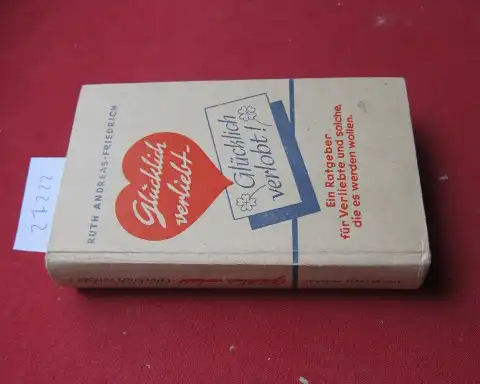 RUTH ANDREAS-FRIEDRICH
Glücklich
verliebt-
Glücklich
verlobt!
Ein Ratgeber
für Verliebte und solche,
die es werden wollen.
27222